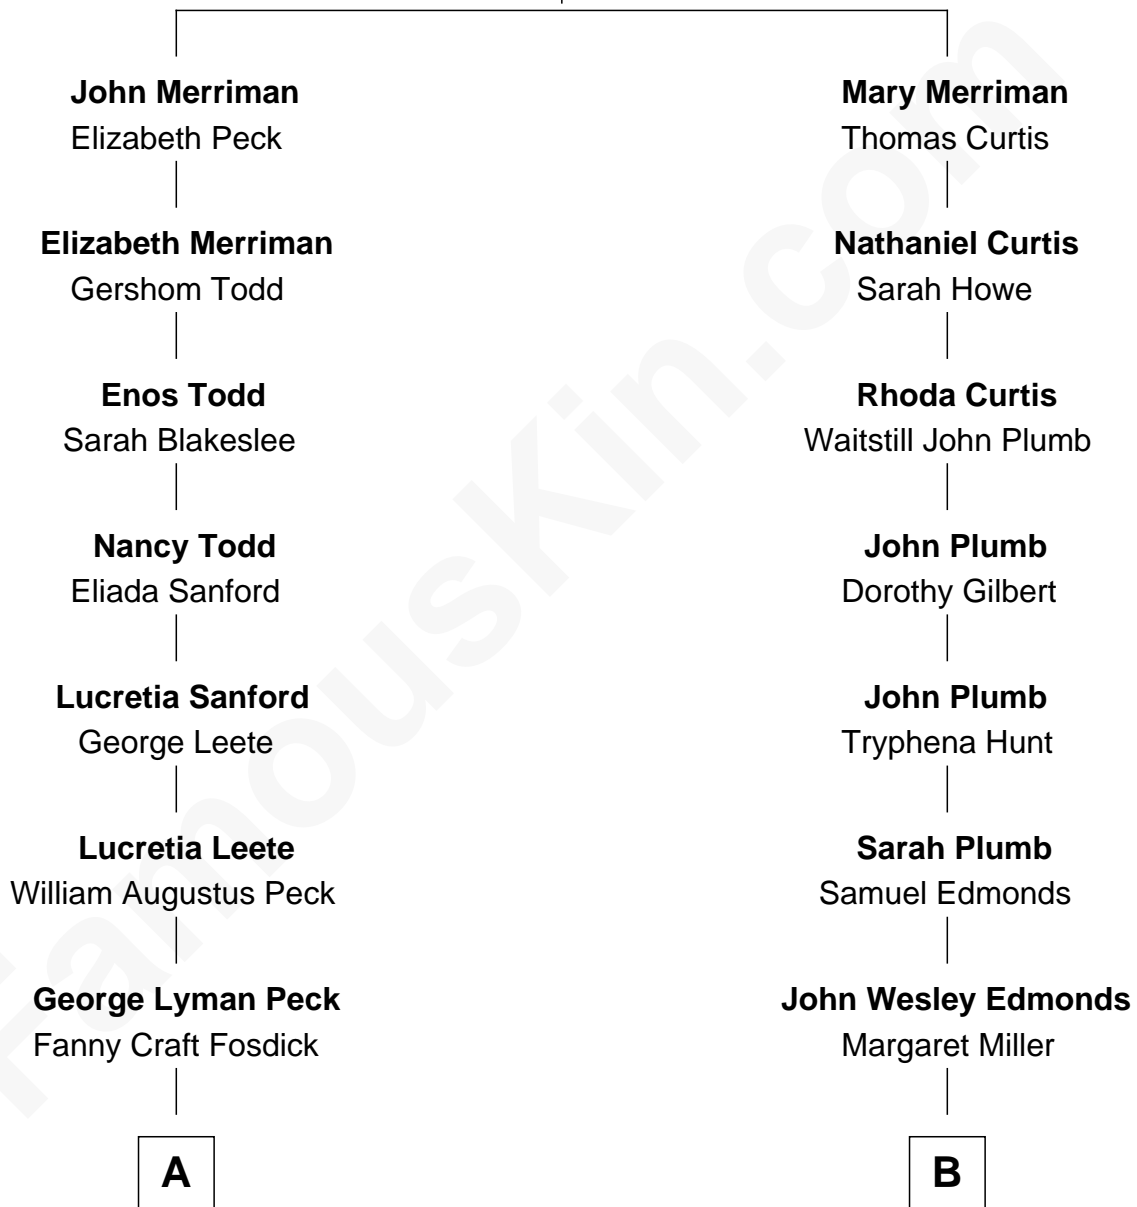 John Merriman
Elizabeth Peck
Elizabeth Merriman
Gershom Todd
Enos Todd
Sarah Blakeslee
Nancy Todd
Eliada Sanford
Lucretia Sanford
George Leete
Lucretia Leete
William Augustus Peck
George Lyman Peck
Fanny Craft Fosdick
A
Mary Merriman
Thomas Curtis
Nathaniel Curtis
Sarah Howe
Rhoda Curtis
Waitstill John Plumb
John Plumb
Dorothy Gilbert
John Plumb
Tryphena Hunt
Sarah Plumb
Samuel Edmonds
John Wesley Edmonds
Margaret Miller
B
FamousKin.com